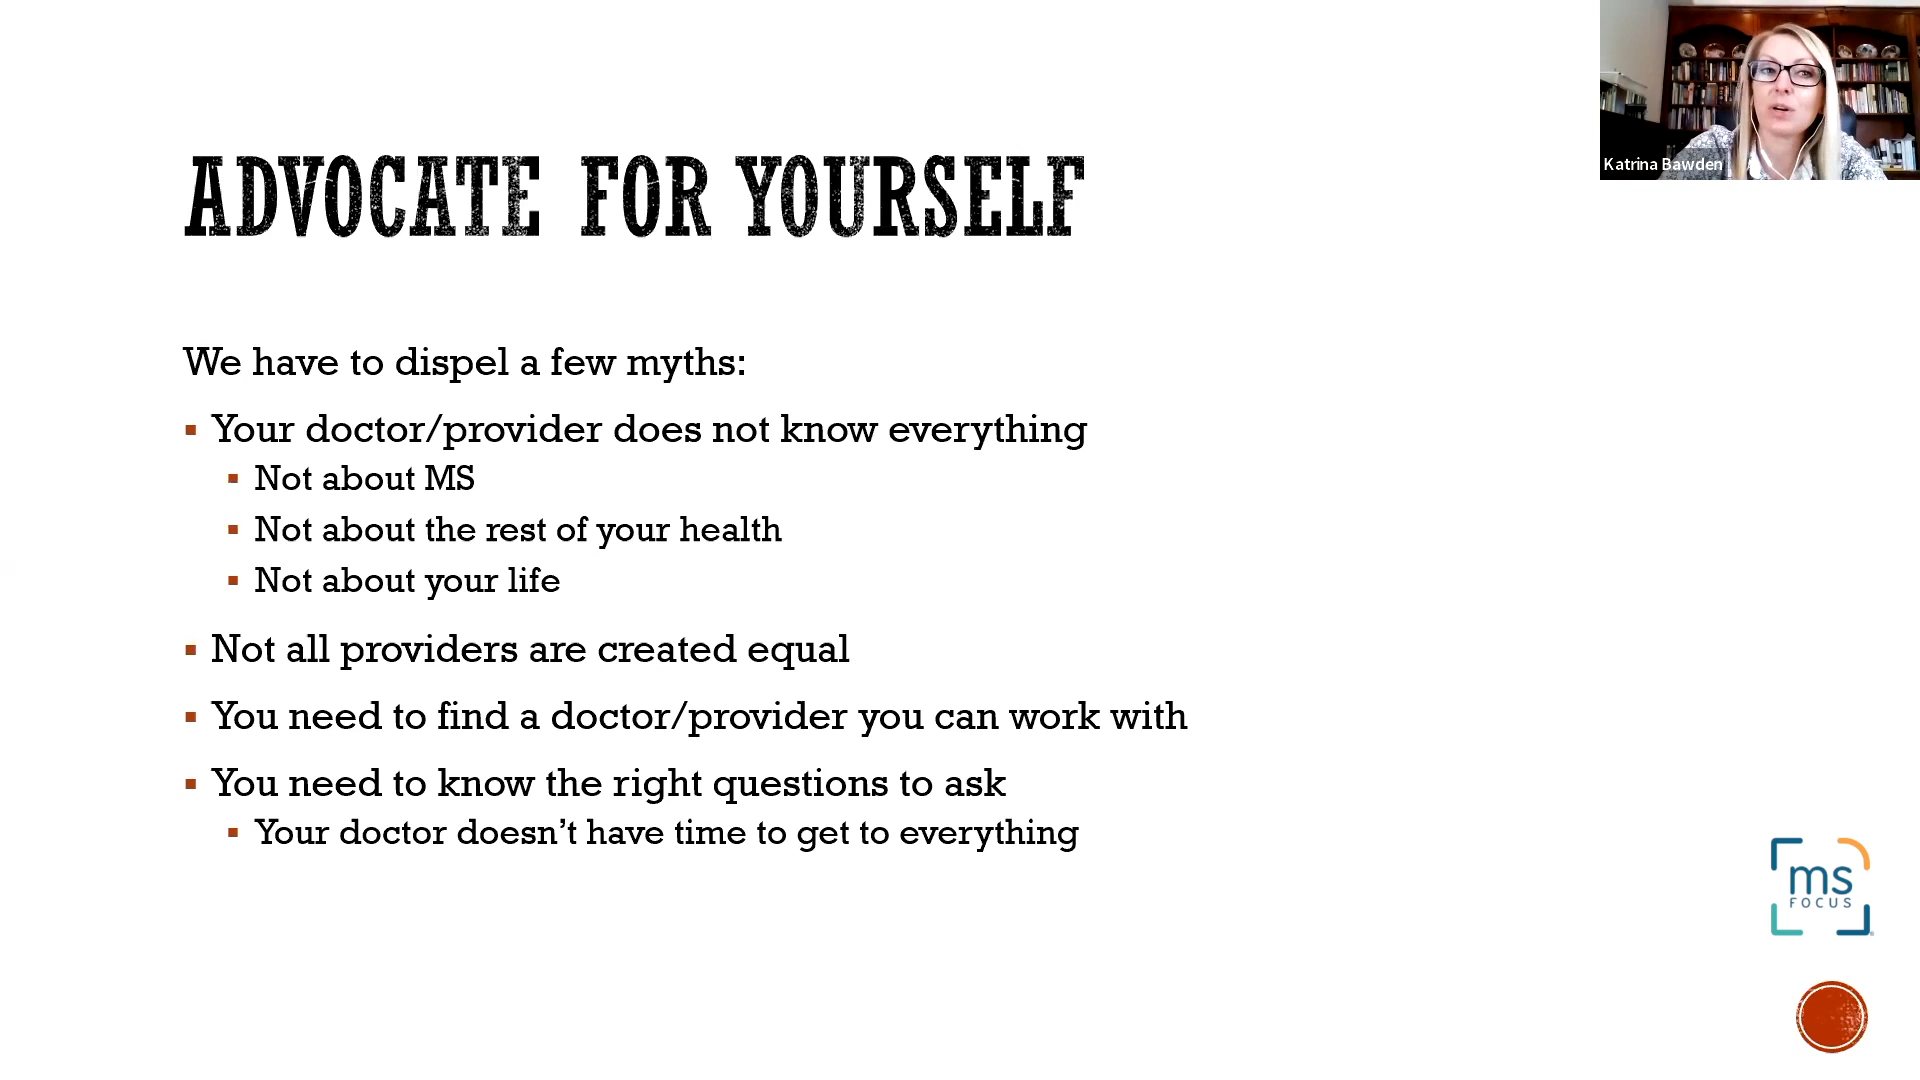 Katrina Bawden
ADVOCATE FOR YOURSELF
We have to dispel a few myths:
Your doctor/provider does not know everything
Not about MS
Not about the rest of your health
Not about your life
Not all providers are created equal
You need to find a doctor/provider you can work with
You need to know the right questions to ask
Your doctor doesn’t have time to get to everything
ms
FOCUS